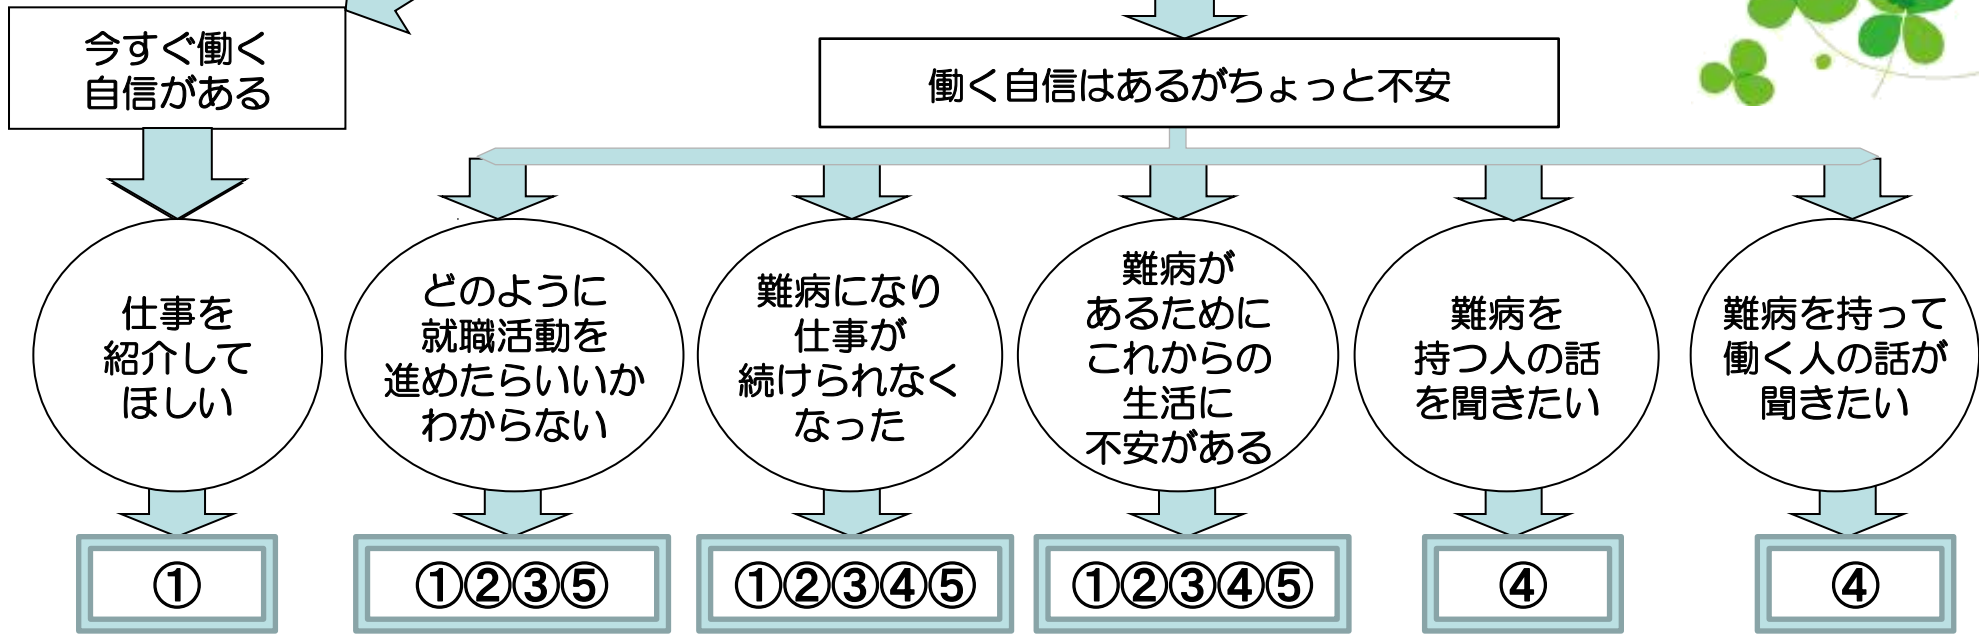 今すぐ働く
自信がある
働く自信はあるがちょっと不安
仕事を
紹介して
ほしい
どのように
就職活動を
進めたらいいか
わからない
難病になり
仕事が
続けられなく
なった
難病が
あるために
これからの
生活に
不安がある
難病を
持つ人の話
を聞きたい
難病を持って
働く人の話が
聞きたい
①
①②③⑤
①②③④⑤
①②③④⑤
④
④